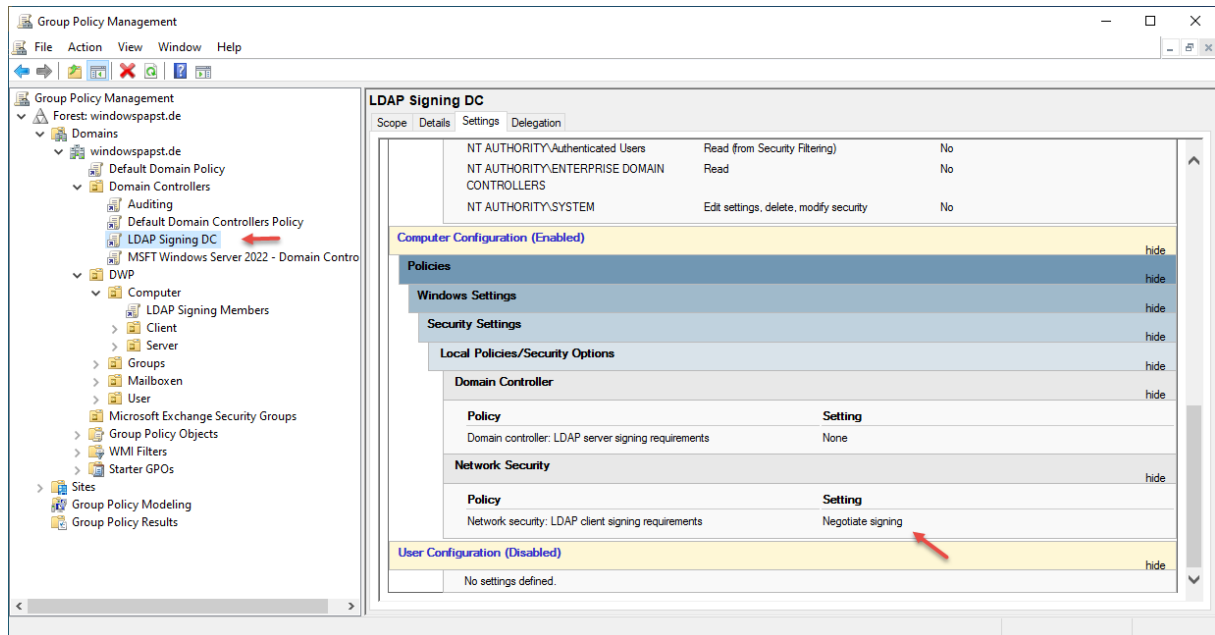 Group Policy Management
File Action View Window Help
Group Policy Management
Forest: windowspapst.de
Domains
windowspapst.de
Default Domain Policy
Domain Controllers
Auditing
Default Domain Controllers Policy
LDAP Signing DC
MSFT Windows Server 2022 - Domain Contro
DWP
Computer
LDAP Signing Members
Client
Server
Groups
Mailboxen
User
Microsoft Exchange Security Groups
Group Policy Objects
WMI Filters
Starter GPOs
Sites
Group Policy Modeling
Group Policy Results
LDAP Signing DC
Scope Details Settings Delegation
NT AUTHORITY\Authenticated Users Read (from Security Filtering) No
NT AUTHORITY\ENTERPRISE DOMAIN Read No
CONTROLLERS
NT AUTHORITY\SYSTEM Edit settings, delete, modify security No
Computer Configuration (Enabled)
hide
Policies
hide
Windows Settings
hide
Security Settings
hide
Local Policies/Security Options
hide
Domain Controller
hide
Policy Setting
Domain controller: LDAP server signing requirements None
Network Security
hide
Policy Setting
Network security: LDAP client signing requirements Negotiate signing
User Configuration (Disabled)
hide
No settings defined.